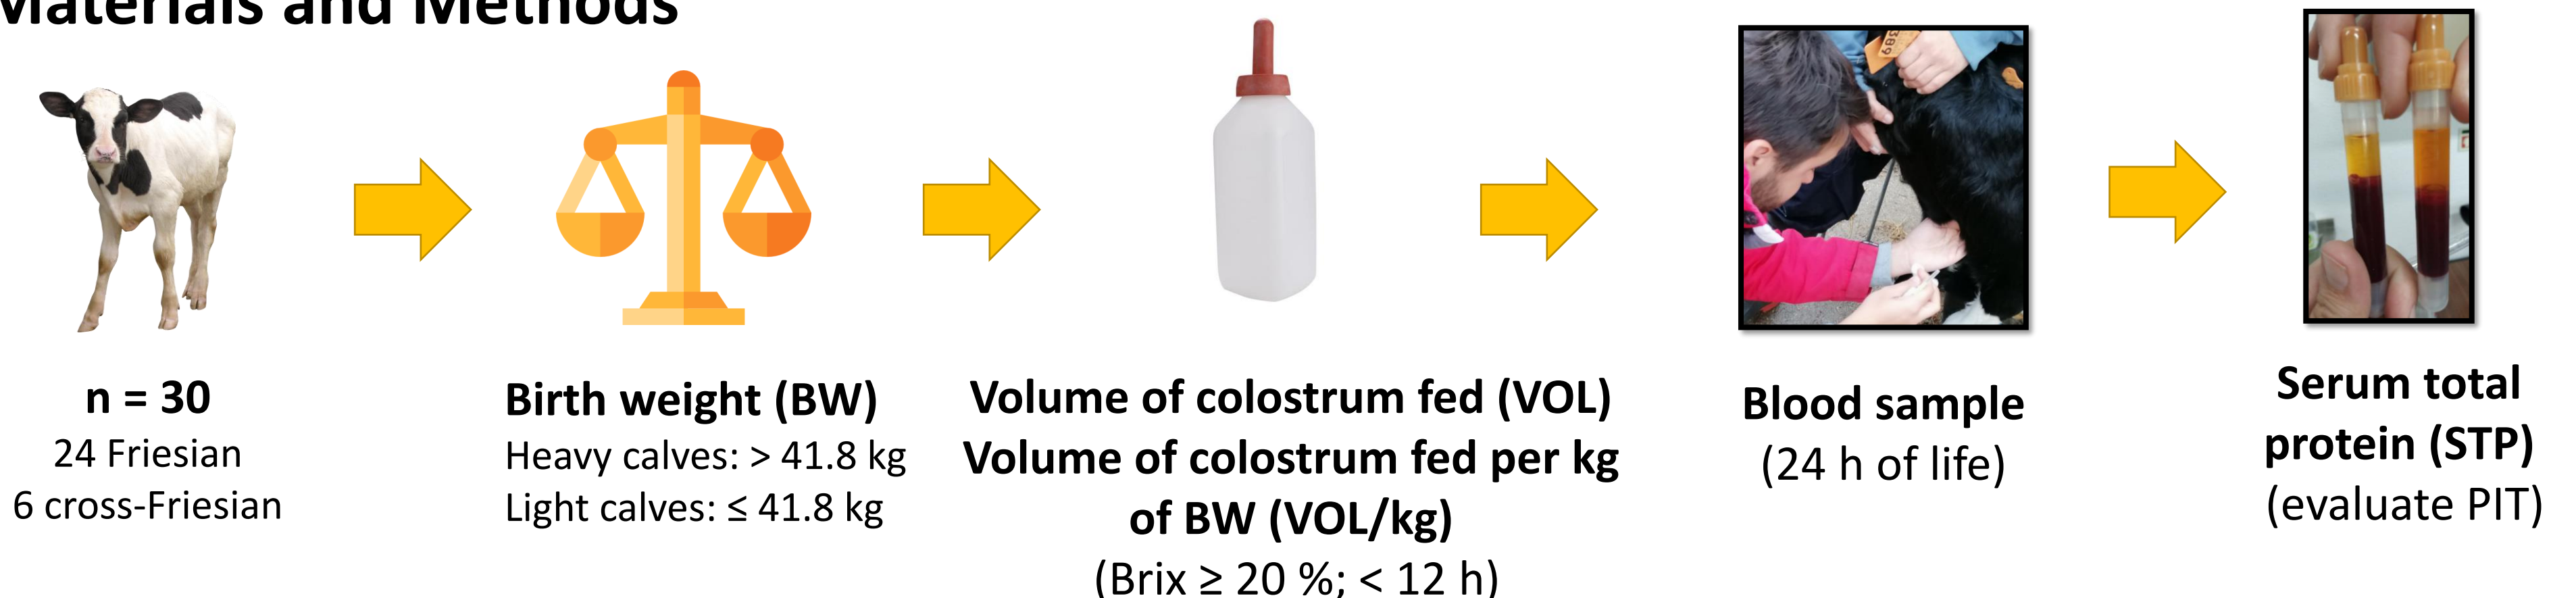 Materials and Methods
n = 30
24 Friesian
6 cross-Friesian
Birth weight (BW)
Heavy calves: > 41.8 kg
Light calves: ≤ 41.8 kg
Volume of colostrum fed (VOL)
Volume of colostrum fed per kg
of BW (VOL/kg)
(Brix ≥ 20 %; < 12 h)
389
Blood sample
(24 h of life)
Serum total
protein (STP)
(evaluate PIT)